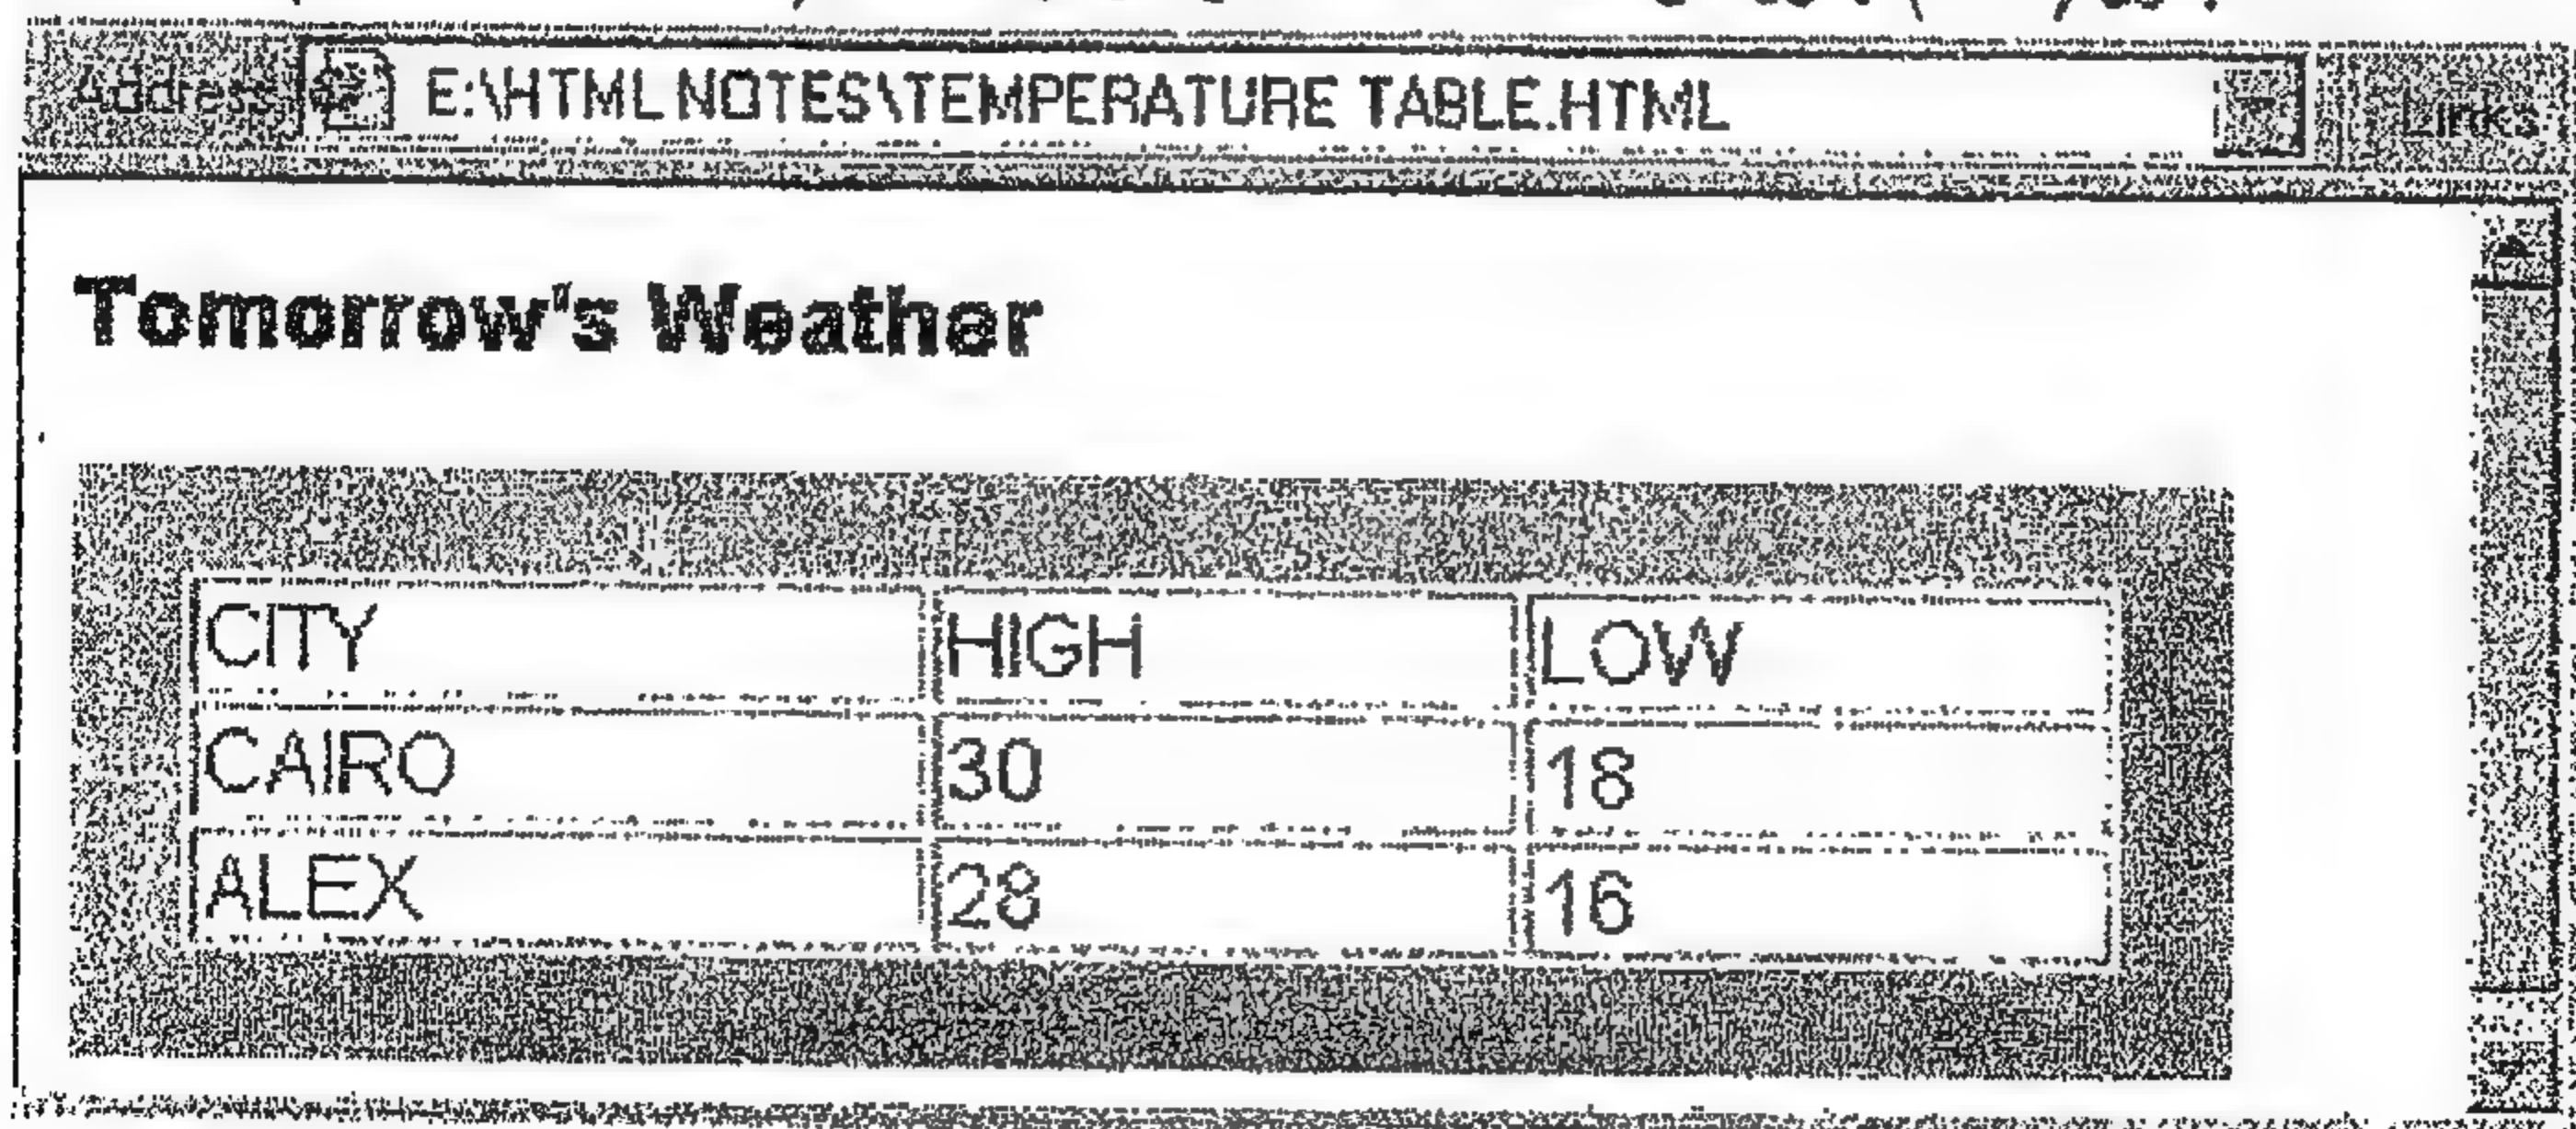 Address E:\HTML NOTES\TEMPERATURE TABLE.HTML Links
Tomorrow's Weather
CITY HIGH LOW
CAIRO 30 18
ALEX 28 16